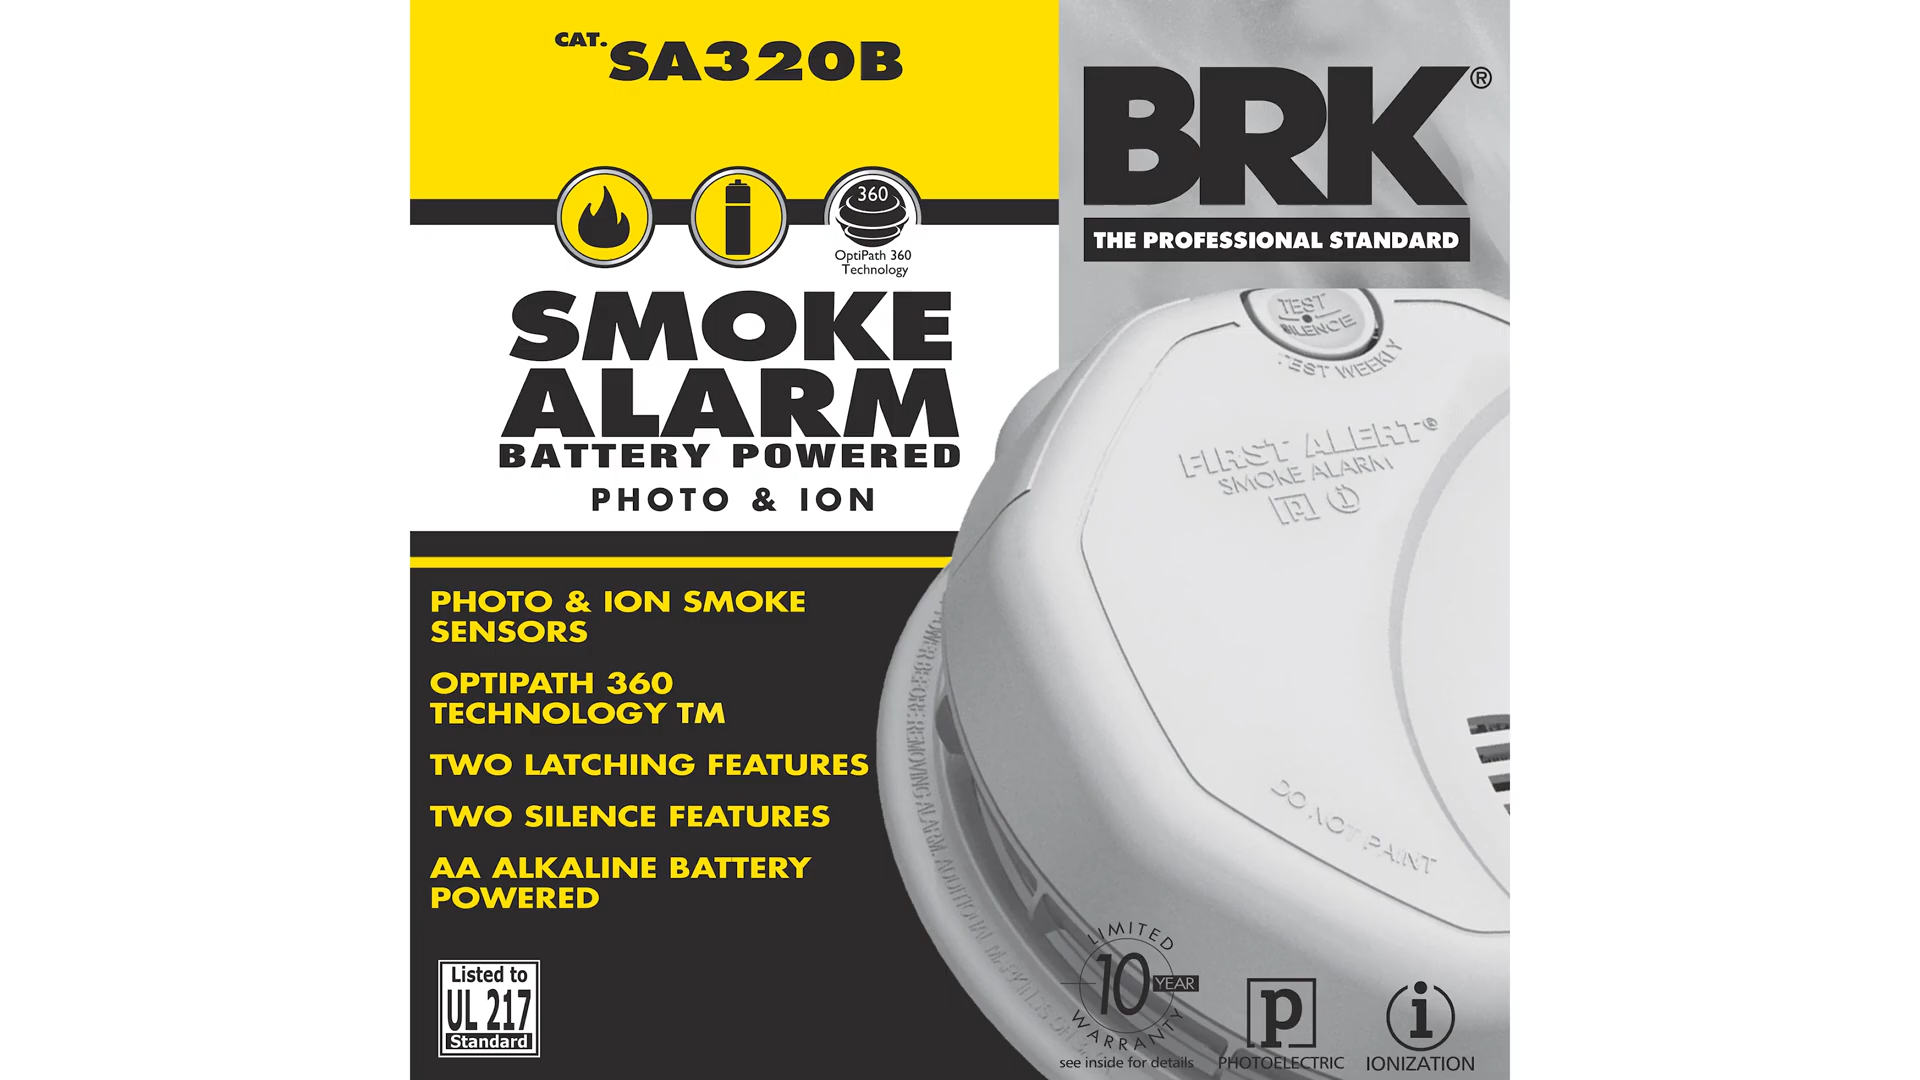 CAT. SA320B
BRK®
THE PROFESSIONAL STANDARD
360
OptiPath 360
Technology
SMOKE
ALARM
BATTERY POWERED
PHOTO & ION
PHOTO & ION SMOKE
SENSORS
OPTIPATH 360
TECHNOLOGY TM
TWO LATCHING FEATURES
TWO SILENCE FEATURES
AA ALKALINE BATTERY
POWERED
Listed to
UL 217
Standard
TEST
SILENCE
TEST WEEKLY
FIRST ALERT®
SMOKE ALARM
P i
DO NOT PAINT
REMOVING ALARM. ADDITIONAL
LIMITED
10 YEAR
WARRANTY
see inside for details
p
PHOTOELECTRIC
i
IONIZATION